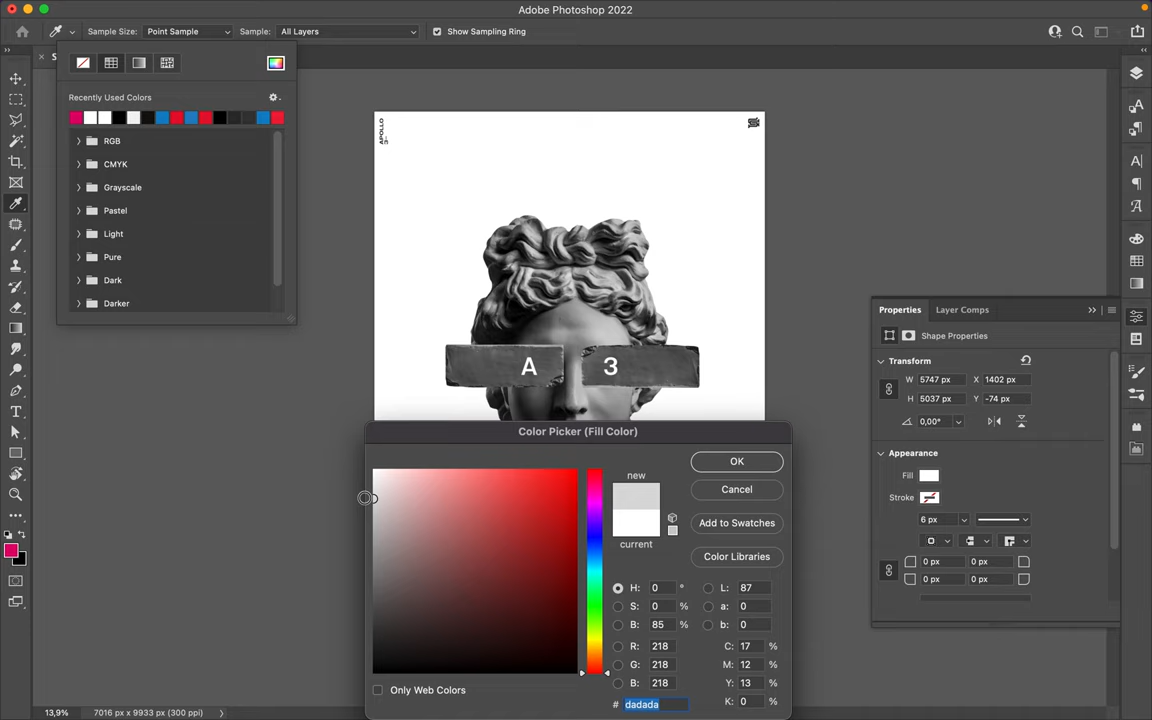 Adobe Photoshop 2022
Sample Size: Point Sample Sample: All Layers Show Sampling Ring
Recently Used Colors
RGB
CMYK
Grayscale
Pastel
Light
Pure
Dark
Darker
APOLLO
3
A 3
Color Picker (Fill Color)
new
current
OK
Cancel
Add to Swatches
Color Libraries
H: 0 ° L: 87
S: 0 % a: 0
B: 85 % b: 0
R: 218 C: 17 %
G: 218 M: 12 %
B: 218 Y: 13 %
# dadada K: 0 %
Only Web Colors
Properties Layer Comps
Shape Properties
Transform
W 5747 px X 1402 px
H 5037 px Y -74 px
0,00°
Appearance
Fill
Stroke
6 px
0 px 0 px
0 px 0 px
13,9% 7016 px x 9933 px (300 ppi)